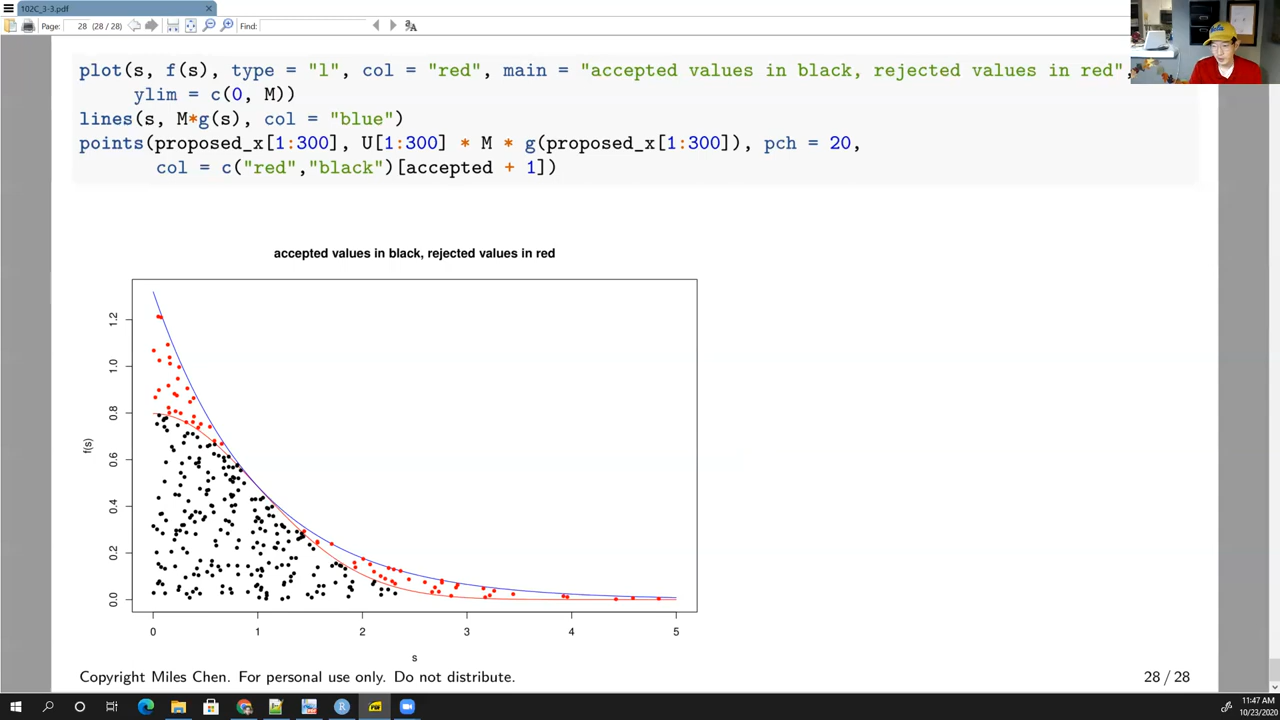 102C_3-3.pdf
Page: 28 (28 / 28) Find:
plot(s, f(s), type = "l", col = "red", main = "accepted values in black, rejected values in red",
ylim = c(0, M))
lines(s, M*g(s), col = "blue")
points(proposed_x[1:300], U[1:300] * M * g(proposed_x[1:300]), pch = 20,
col = c("red","black")[accepted + 1])
accepted values in black, rejected values in red
1.2
1.0
0.8
0.6
0.4
0.2
0.0
f(s)
0 1 2 3 4 5
s
Copyright Miles Chen. For personal use only. Do not distribute. 28 / 28
11:47 AM
10/23/2020